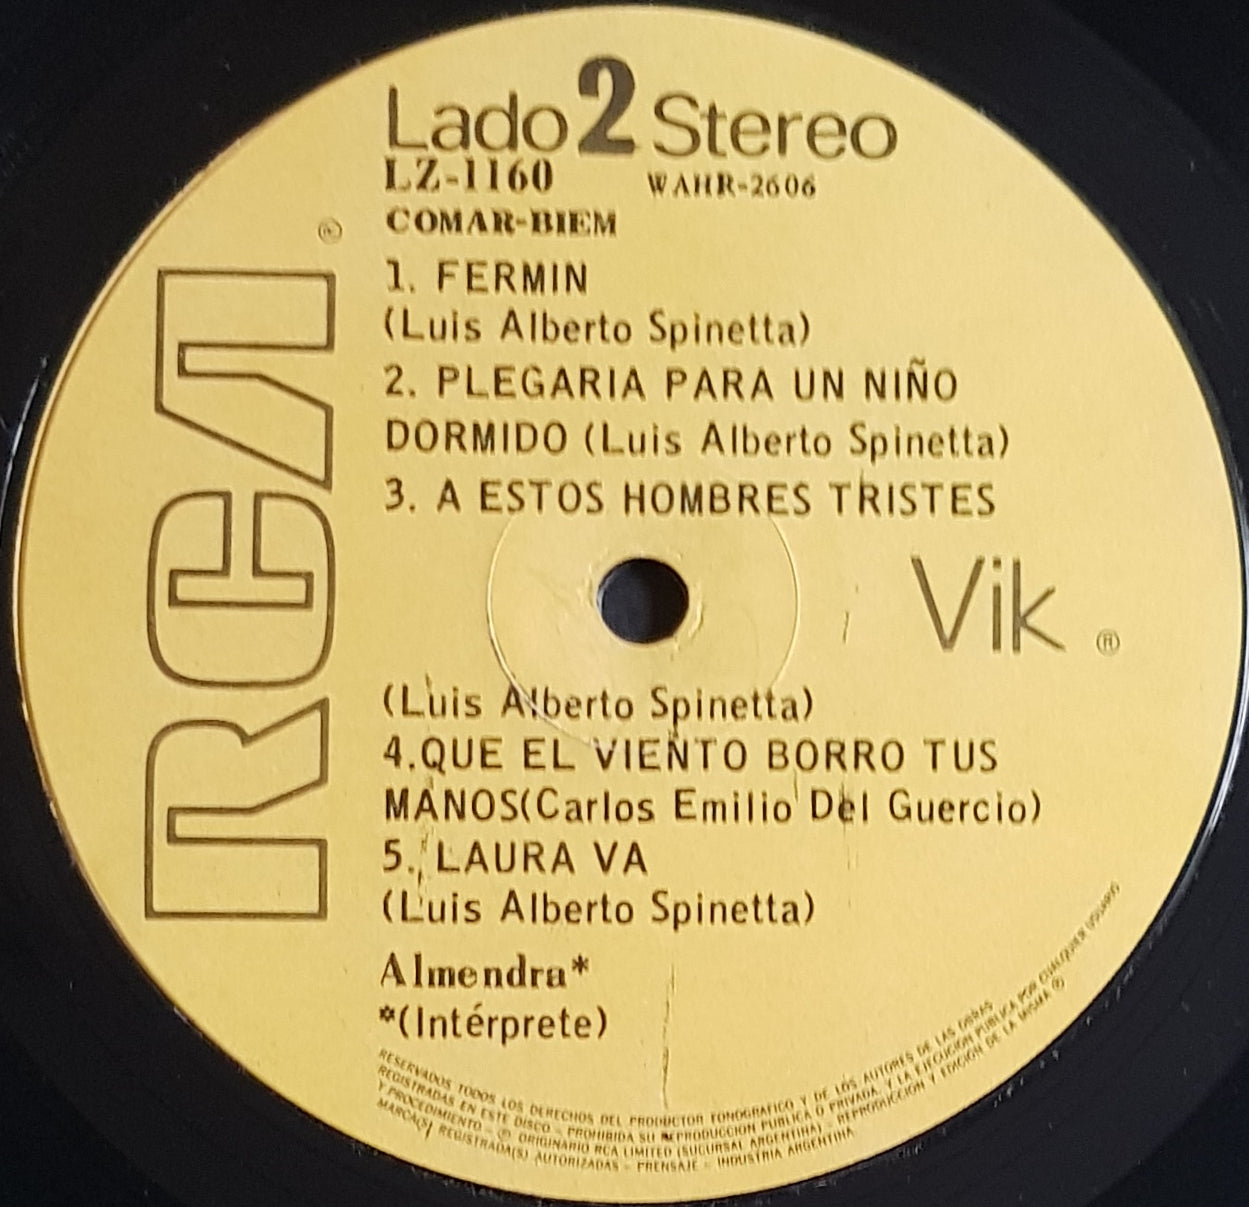 Lado 2 Stereo
LZ-1160 WAHR-2606
COMAR-BIEM
®
RCA
1. FERMIN
(Luis Alberto Spinetta)
2. PLEGARIA PARA UN NIÑO
DORMIDO (Luis Alberto Spinetta)
3. A ESTOS HOMBRES TRISTES
Vik ®
(Luis Alberto Spinetta)
4.QUE EL VIENTO BORRO TUS
MANOS(Carlos Emilio Del Guercio)
5. LAURA VA
(Luis Alberto Spinetta)
Almendra*
*(Intérprete)
RESERVADOS TODOS LOS DERECHOS DEL PRODUCTOR FONOGRAFICO Y DE LOS AUTORES DE LAS OBRAS
REGISTRADAS EN ESTE DISCO - PROHIBIDA SU REPRODUCCION PUBLICA O PRIVADA. Y LA EJECUCION PUBLICA POR CUALQUIER USUARIO
Y PROCEDIMIENTO - ℗ ORIGINARIO RCA LIMITED (SUCURSAL ARGENTINA) - REPRODUCCION Y EDICION DE LA MISMA ℗
MARCA(S) REGISTRADA(S) AUTORIZADAS - PRENSAJE - INDUSTRIA ARGENTINA